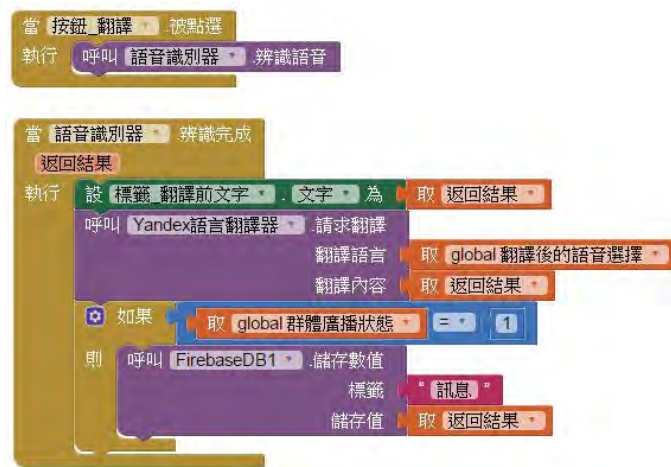 當 按鈕_翻譯 .被點選
執行 呼叫 語音識別器 .辨識語音
當 語音識別器 .辨識完成
返回結果
執行 設 標籤_翻譯前文字 . 文字 為 取 返回結果
呼叫 Yandex語言翻譯器 .請求翻譯
翻譯語言 取 global 翻譯後的語音選擇
翻譯內容 取 返回結果
如果 取 global 群體廣播狀態 = 1
則 呼叫 FirebaseDB1 .儲存數值
標籤 " 訊息 "
儲存值 取 返回結果